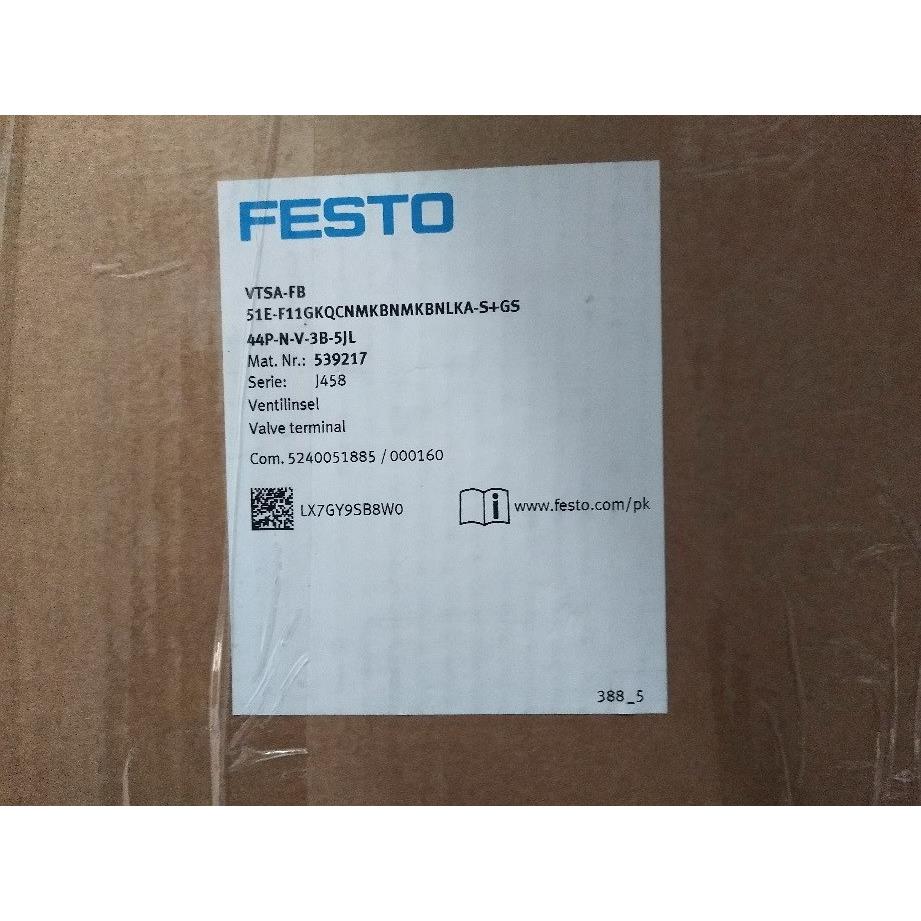 FESTO
VTSA-FB
51E-F11GKQCNMKBNMKBNLKA-S+GS
44P-N-V-3B-5JL
Mat. Nr.: 539217
Serie: J458
Ventilinsel
Valve terminal
Com. 5240051885 / 000160
LX7GY9SB8W0
i www.festo.com/pk
388_5